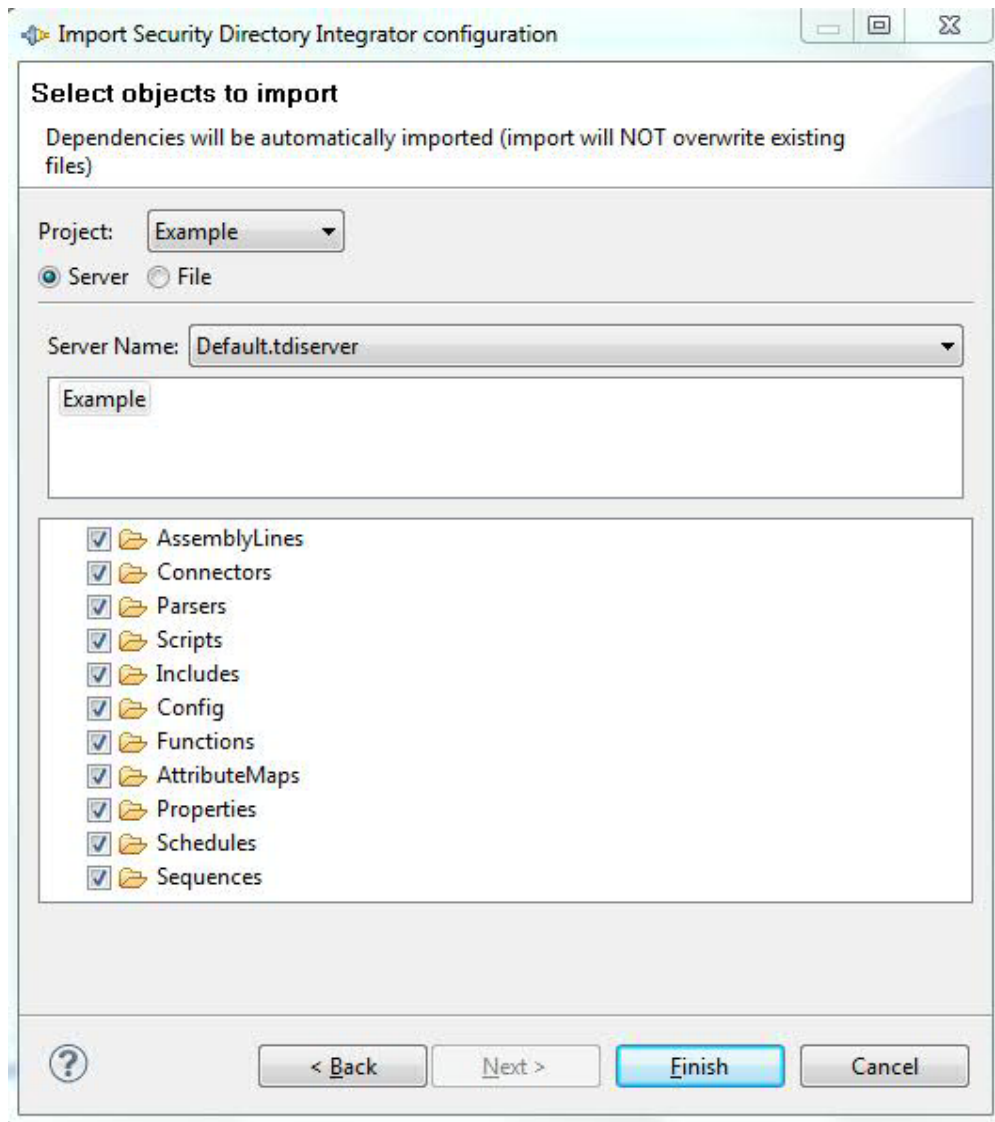 Import Security Directory Integrator configuration
Select objects to import
Dependencies will be automatically imported (import will NOT overwrite existing
files)
Project: Example
Server File
Server Name: Default.tdiserver
Example
AssemblyLines
Connectors
Parsers
Scripts
Includes
Config
Functions
AttributeMaps
Properties
Schedules
Sequences
? < Back Next > Finish Cancel